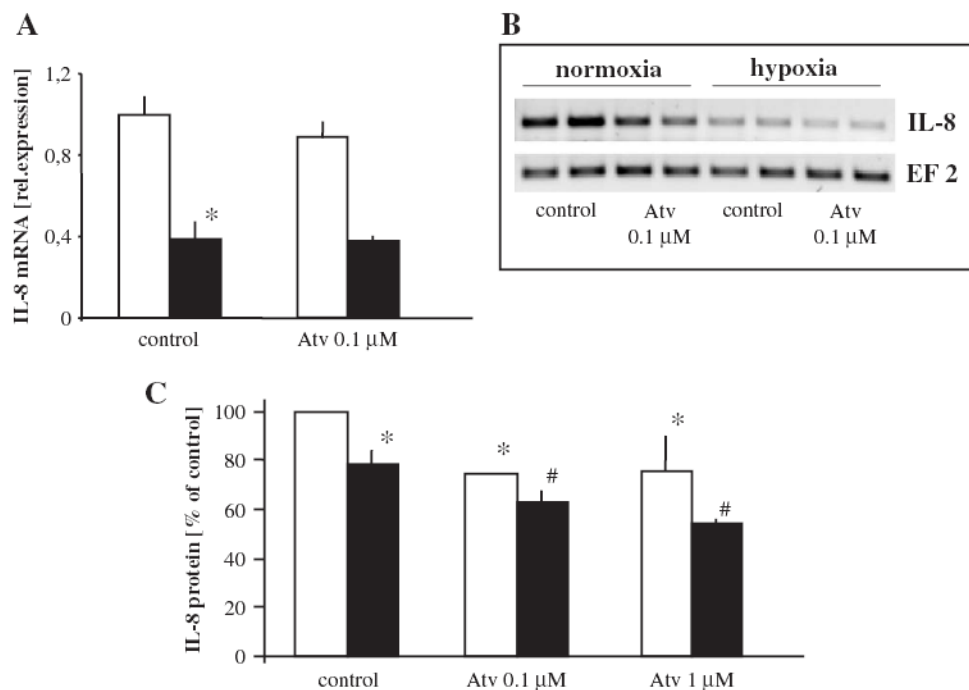 A
IL-8 mRNA [rel.expression]
1,2
0,8
0,4
0
*
control
Atv 0.1 µM
B
normoxia hypoxia
IL-8
EF 2
control Atv control Atv
0.1 µM 0.1 µM
C
IL-8 protein [ % of control]
100
80
60
40
20
0
*
*
#
*
#
control Atv 0.1 µM Atv 1 µM